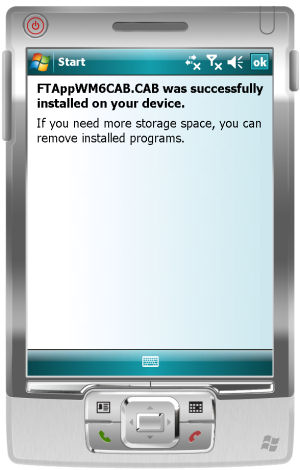 Start
ok
FTAppWM6CAB.CAB was successfully
installed on your device.
If you need more storage space, you can
remove installed programs.